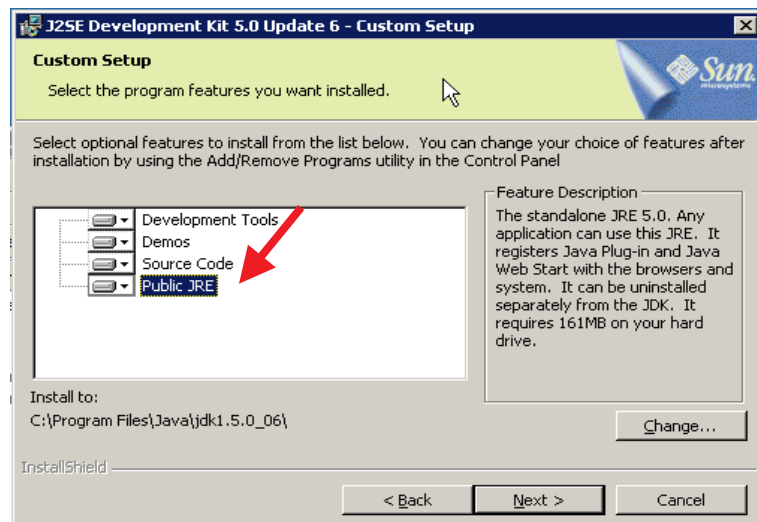 J2SE Development Kit 5.0 Update 6 - Custom Setup
Custom Setup
Select the program features you want installed.
Sun
microsystems
Select optional features to install from the list below. You can change your choice of features after
installation by using the Add/Remove Programs utility in the Control Panel
Development Tools
Demos
Source Code
Public JRE
Feature Description
The standalone JRE 5.0. Any
application can use this JRE. It
registers Java Plug-in and Java
Web Start with the browsers and
system. It can be uninstalled
separately from the JDK. It
requires 161MB on your hard
drive.
Install to:
C:\Program Files\Java\jdk1.5.0_06\
Change...
InstallShield
< Back
Next >
Cancel